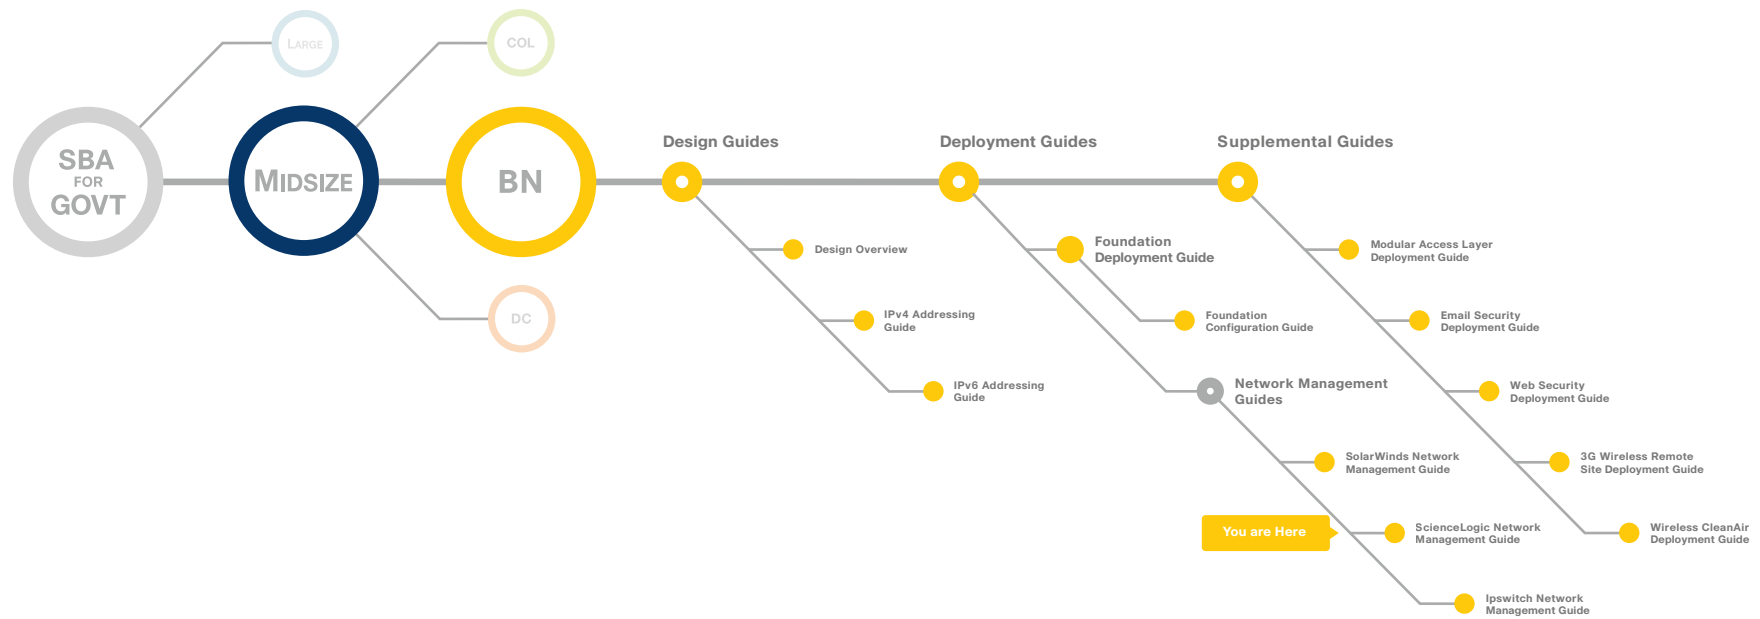 LARGE
COL
SBA
FOR
GOVT
MIDSIZE
BN
DC
Design Guides
Design Overview
IPv4 Addressing
Guide
IPv6 Addressing
Guide
Deployment Guides
Foundation
Deployment Guide
Foundation
Configuration Guide
Network Management
Guides
SolarWinds Network
Management Guide
You are Here
ScienceLogic Network
Management Guide
Ipswitch Network
Management Guide
Supplemental Guides
Modular Access Layer
Deployment Guide
Email Security
Deployment Guide
Web Security
Deployment Guide
3G Wireless Remote
Site Deployment Guide
Wireless CleanAir
Deployment Guide